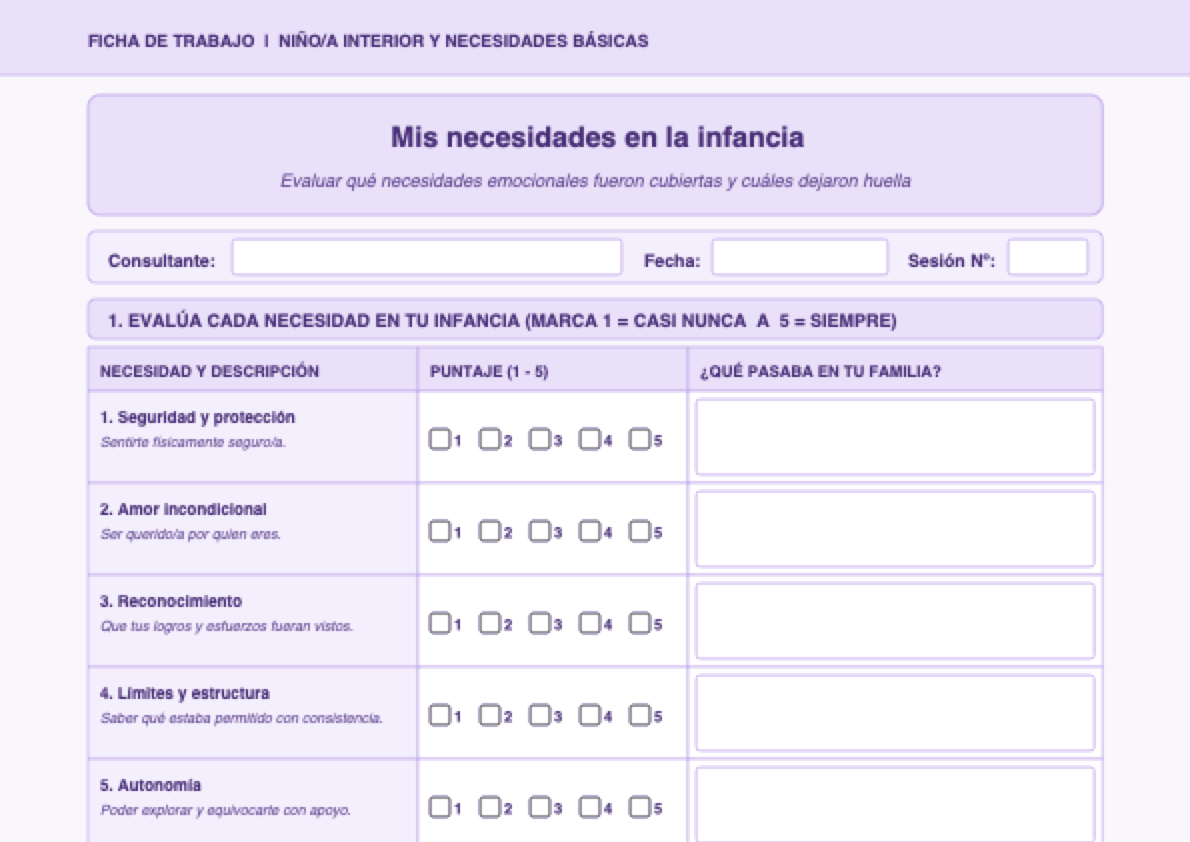 FICHA DE TRABAJO | NIÑO/A INTERIOR Y NECESIDADES BÁSICAS
Mis necesidades en la infancia
Evaluar qué necesidades emocionales fueron cubiertas y cuáles dejaron huella
Consultante: Fecha: Sesión Nº:
1. EVALÚA CADA NECESIDAD EN TU INFANCIA (MARCA 1 = CASI NUNCA A 5 = SIEMPRE)
NECESIDAD Y DESCRIPCIÓN PUNTAJE (1 - 5) ¿QUÉ PASABA EN TU FAMILIA?
1. Seguridad y protección
Sentirte físicamente seguro/a.
1 2 3 4 5
2. Amor incondicional
Ser querido/a por quien eres.
1 2 3 4 5
3. Reconocimiento
Que tus logros y esfuerzos fueran vistos.
1 2 3 4 5
4. Límites y estructura
Saber qué estaba permitido con consistencia.
1 2 3 4 5
5. Autonomía
Poder explorar y equivocarte con apoyo.
1 2 3 4 5